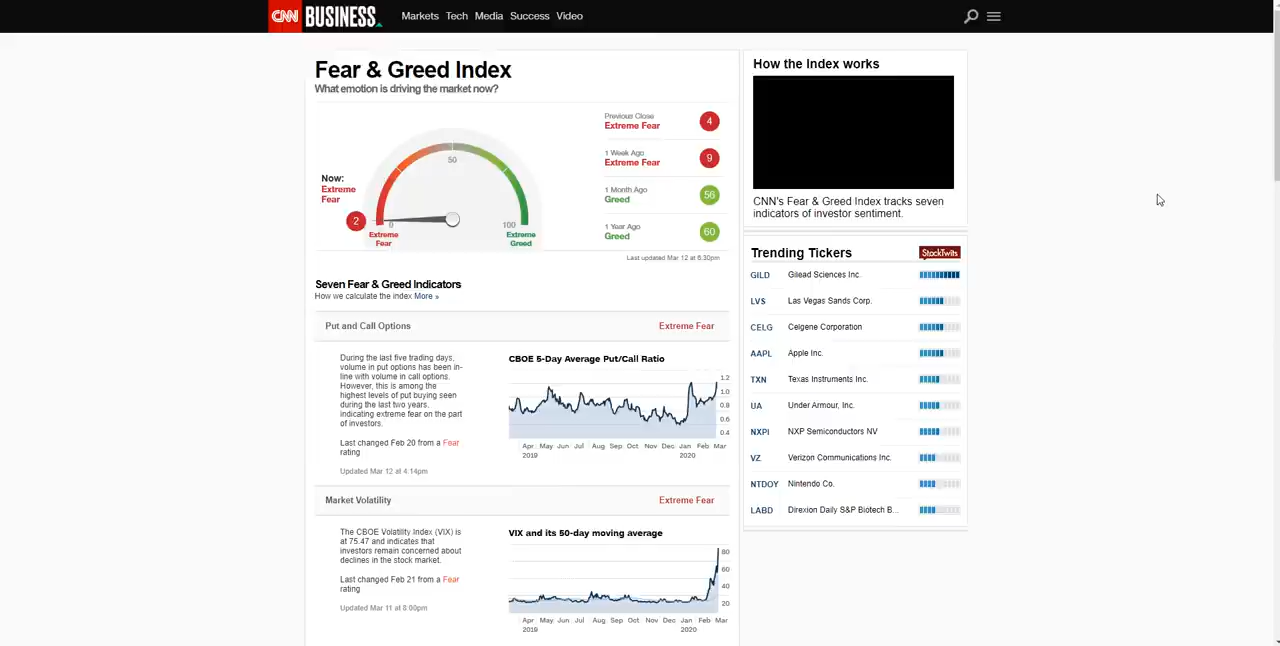 CNN BUSINESS Markets Tech Media Success Video
Fear & Greed Index
What emotion is driving the market now?
Now:
Extreme
Fear
2
0
50
100
Extreme
Fear
Extreme
Greed
Previous Close
Extreme Fear
4
1 Week Ago
Extreme Fear
9
1 Month Ago
Greed
56
1 Year Ago
Greed
60
Last updated Mar 12 at 6:30pm
Seven Fear & Greed Indicators
How we calculate the index More »
Put and Call Options Extreme Fear
During the last five trading days,
volume in put options has been in-
line with volume in call options.
However, this is among the
highest levels of put buying seen
during the last two years,
indicating extreme fear on the part
of investors.
Last changed Feb 20 from a Fear
rating
Updated Mar 12 at 4:14pm
CBOE 5-Day Average Put/Call Ratio
1.2
1.0
0.8
0.6
0.4
Apr May Jun Jul Aug Sep Oct Nov Dec Jan Feb Mar
2019 2020
Market Volatility Extreme Fear
The CBOE Volatility Index (VIX) is
at 75.47 and indicates that
investors remain concerned about
declines in the stock market.
Last changed Feb 21 from a Fear
rating
Updated Mar 11 at 8:00pm
VIX and its 50-day moving average
80
60
40
20
Apr May Jun Jul Aug Sep Oct Nov Dec Jan Feb Mar
2019 2020
How the Index works
CNN's Fear & Greed Index tracks seven
indicators of investor sentiment.
Trending Tickers StockTwits
GILD Gilead Sciences Inc.
LVS Las Vegas Sands Corp.
CELG Celgene Corporation
AAPL Apple Inc.
TXN Texas Instruments Inc.
UA Under Armour, Inc.
NXPI NXP Semiconductors NV
VZ Verizon Communications Inc.
NTDOY Nintendo Co.
LABD Direxion Daily S&P Biotech B...